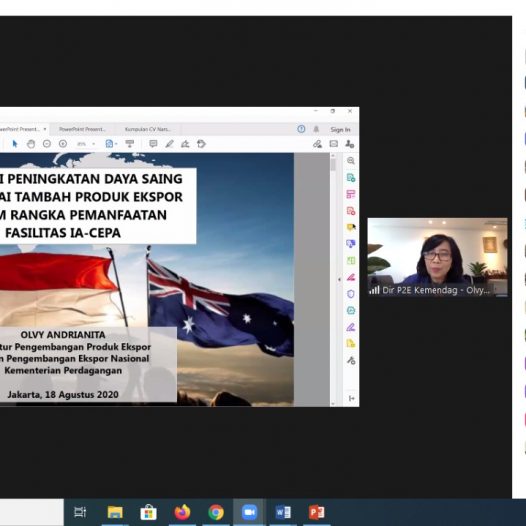 PowerPoint Present...
PowerPoint Present...
Kumpulan CV Nars...
Sign In
I PENINGKATAN DAYA SAING
AI TAMBAH PRODUK EKSPOR
M RANGKA PEMANFAATAN
FASILITAS IA-CEPA
OLVY ANDRIANITA
tur Pengembangan Produk Ekspor
n Pengembangan Ekspor Nasional
Kementerian Perdagangan
Jakarta, 18 Agustus 2020
Dir P2E Kemendag - Olvy...